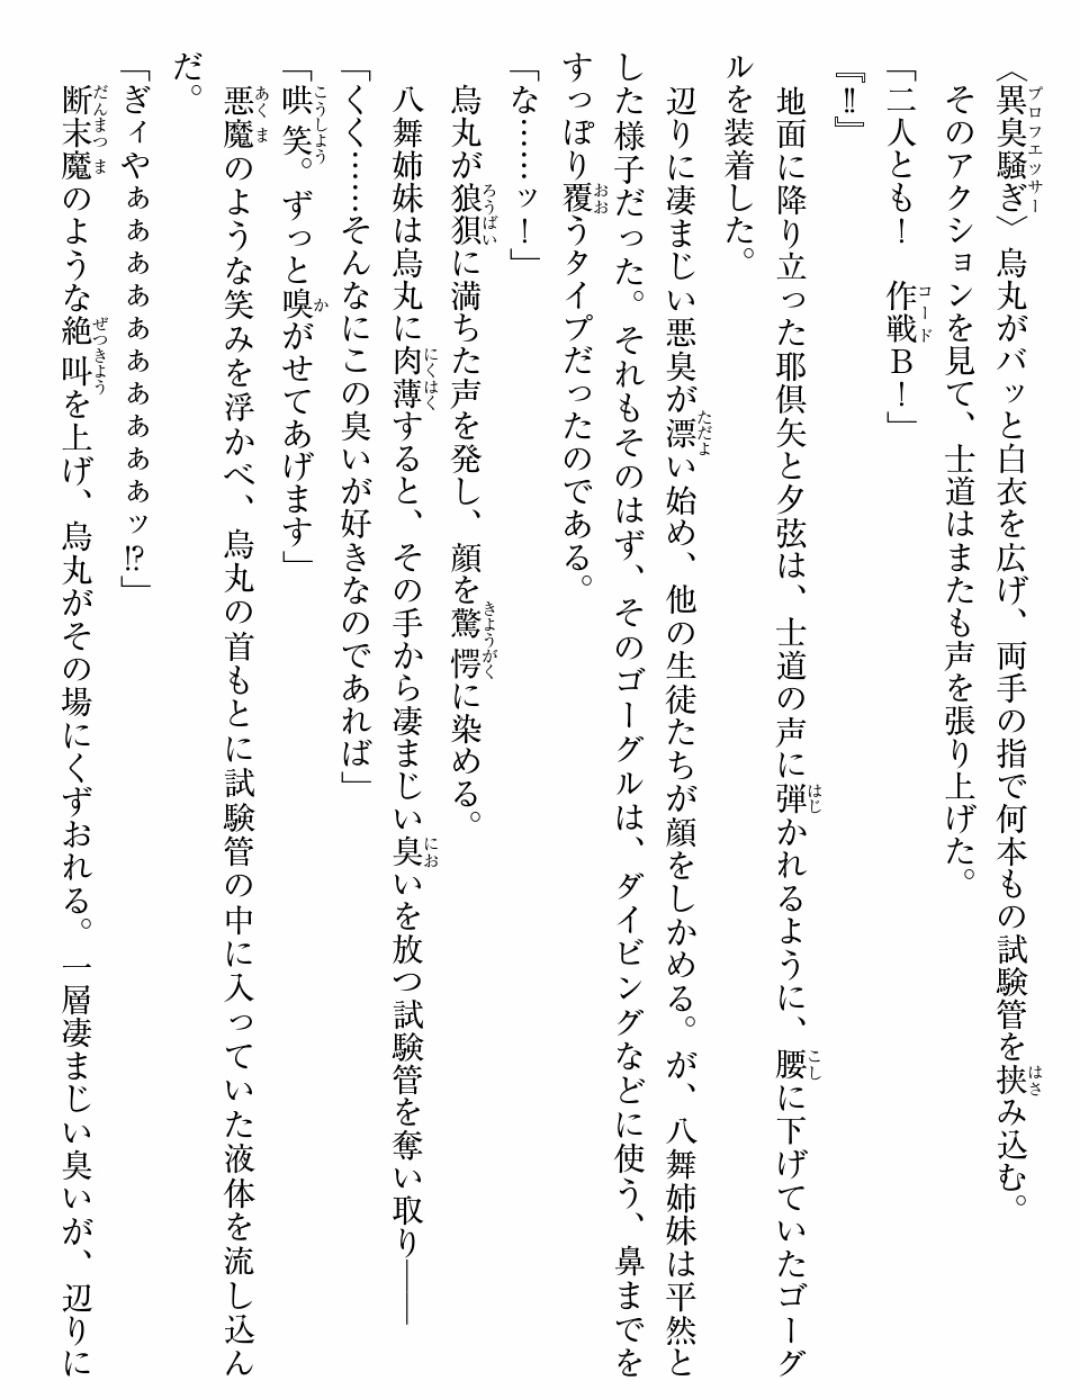 〈異臭騒ぎ〉烏丸がバッと白衣を広げ、両手の指で何本もの試験管を挟み込む。
　そのアクションを見て、士道はまたも声を張り上げた。
「二人とも！　作戦Ｂ！」
『‼』
　地面に降り立った耶倶矢と夕弦は、士道の声に弾かれるように、腰に下げていたゴーグ
ルを装着した。
　辺りに凄まじい悪臭が漂い始め、他の生徒たちが顔をしかめる。が、八舞姉妹は平然と
した様子だった。それもそのはず、そのゴーグルは、ダイビングなどに使う、鼻までを
すっぽり覆うタイプだったのである。
「な……ッ！」
　烏丸が狼狽に満ちた声を発し、顔を驚愕に染める。
　八舞姉妹は烏丸に肉薄すると、その手から凄まじい臭いを放つ試験管を奪い取り――
「くく……そんなにこの臭いが好きなのであれば」
「哄笑。ずっと嗅がせてあげます」
　悪魔のような笑みを浮かべ、烏丸の首もとに試験管の中に入っていた液体を流し込ん
だ。
「ぎィやぁぁぁぁぁぁぁぁぁぁッ⁉」
　断末魔のような絶叫を上げ、烏丸がその場にくずおれる。一層凄まじい臭いが、辺りに